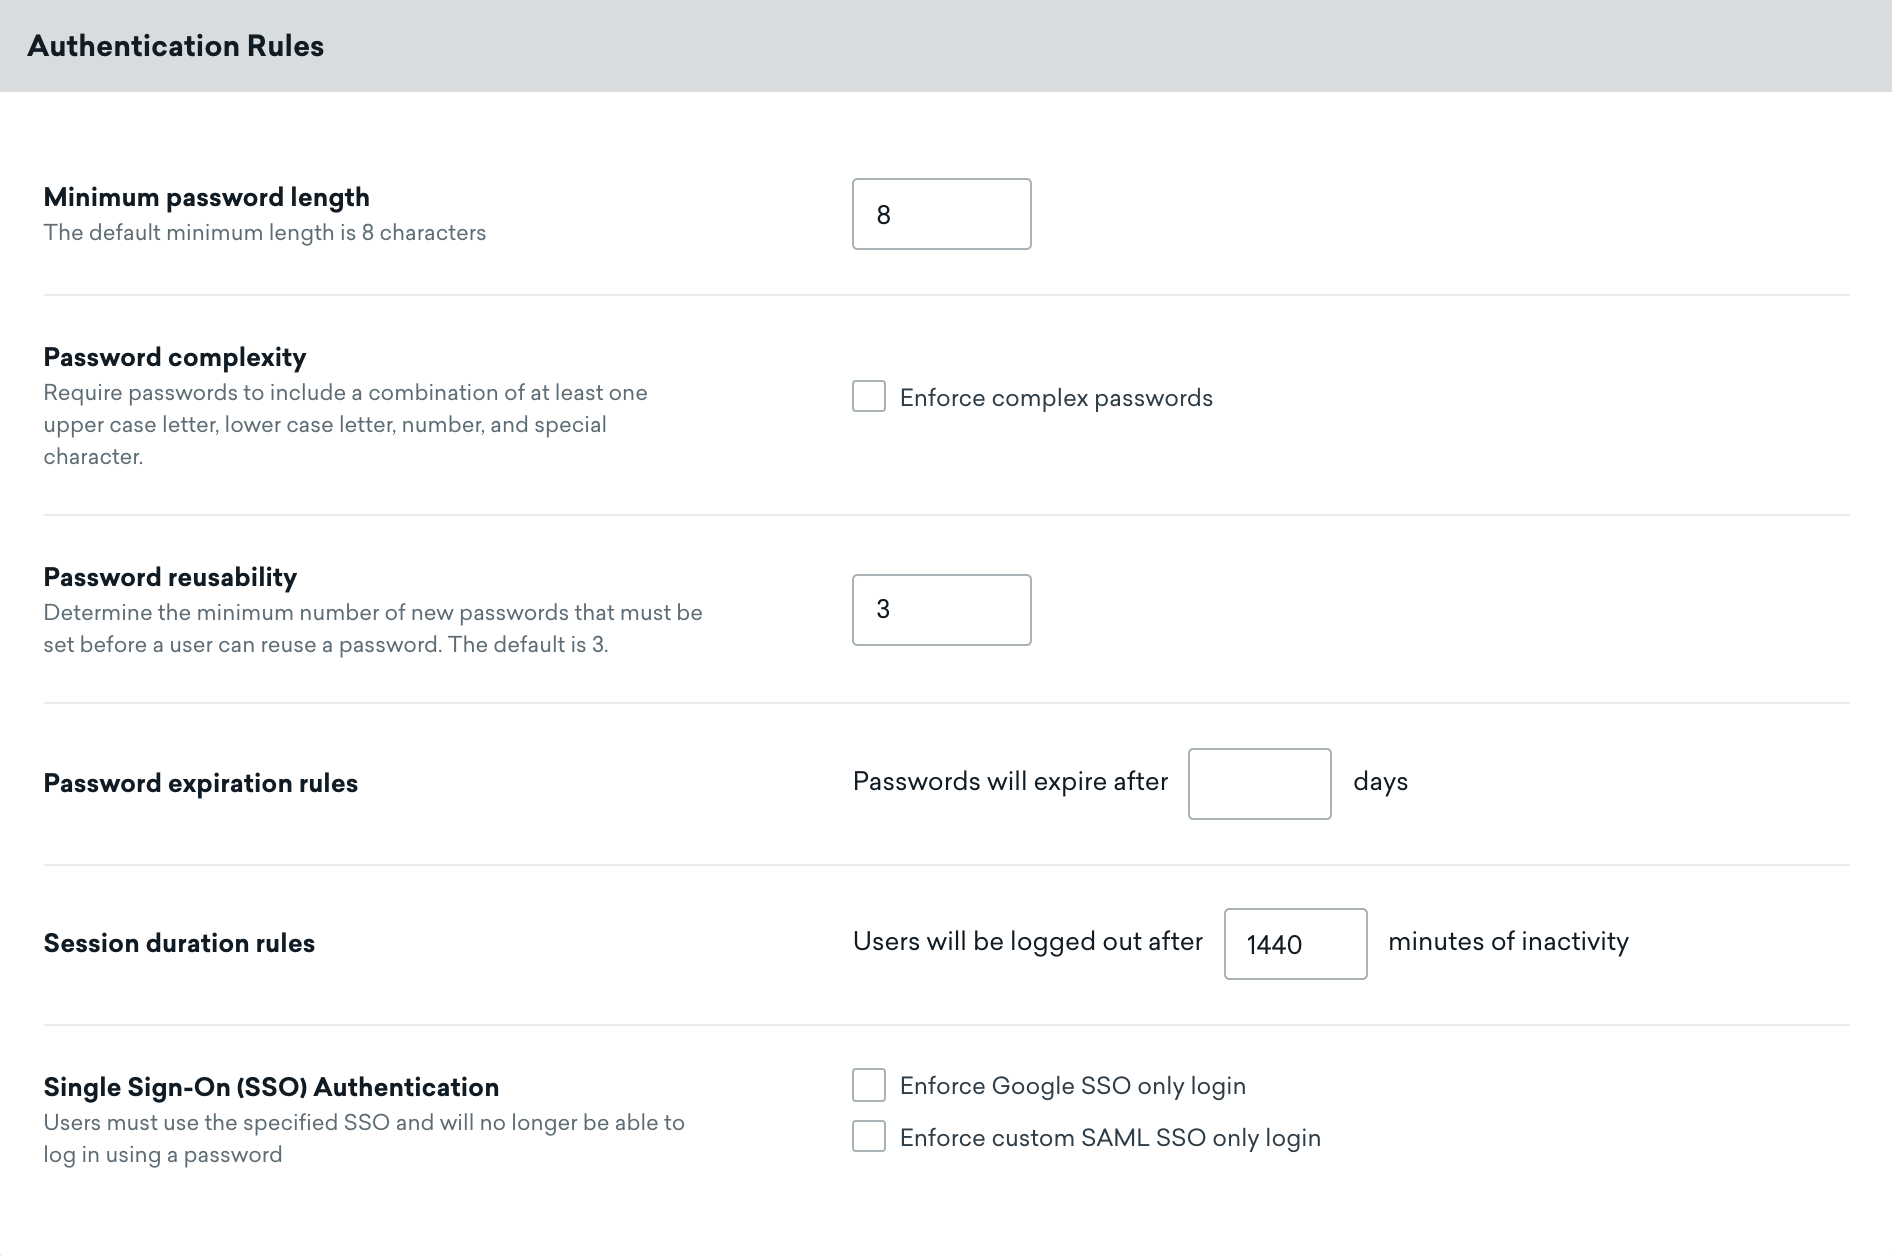 Authentication Rules
Minimum password length
The default minimum length is 8 characters
8
Password complexity
Require passwords to include a combination of at least one
upper case letter, lower case letter, number, and special
character.
Enforce complex passwords
Password reusability
Determine the minimum number of new passwords that must be
set before a user can reuse a password. The default is 3.
3
Password expiration rules
Passwords will expire after days
Session duration rules
Users will be logged out after 1440 minutes of inactivity
Single Sign-On (SSO) Authentication
Users must use the specified SSO and will no longer be able to
log in using a password
Enforce Google SSO only login
Enforce custom SAML SSO only login